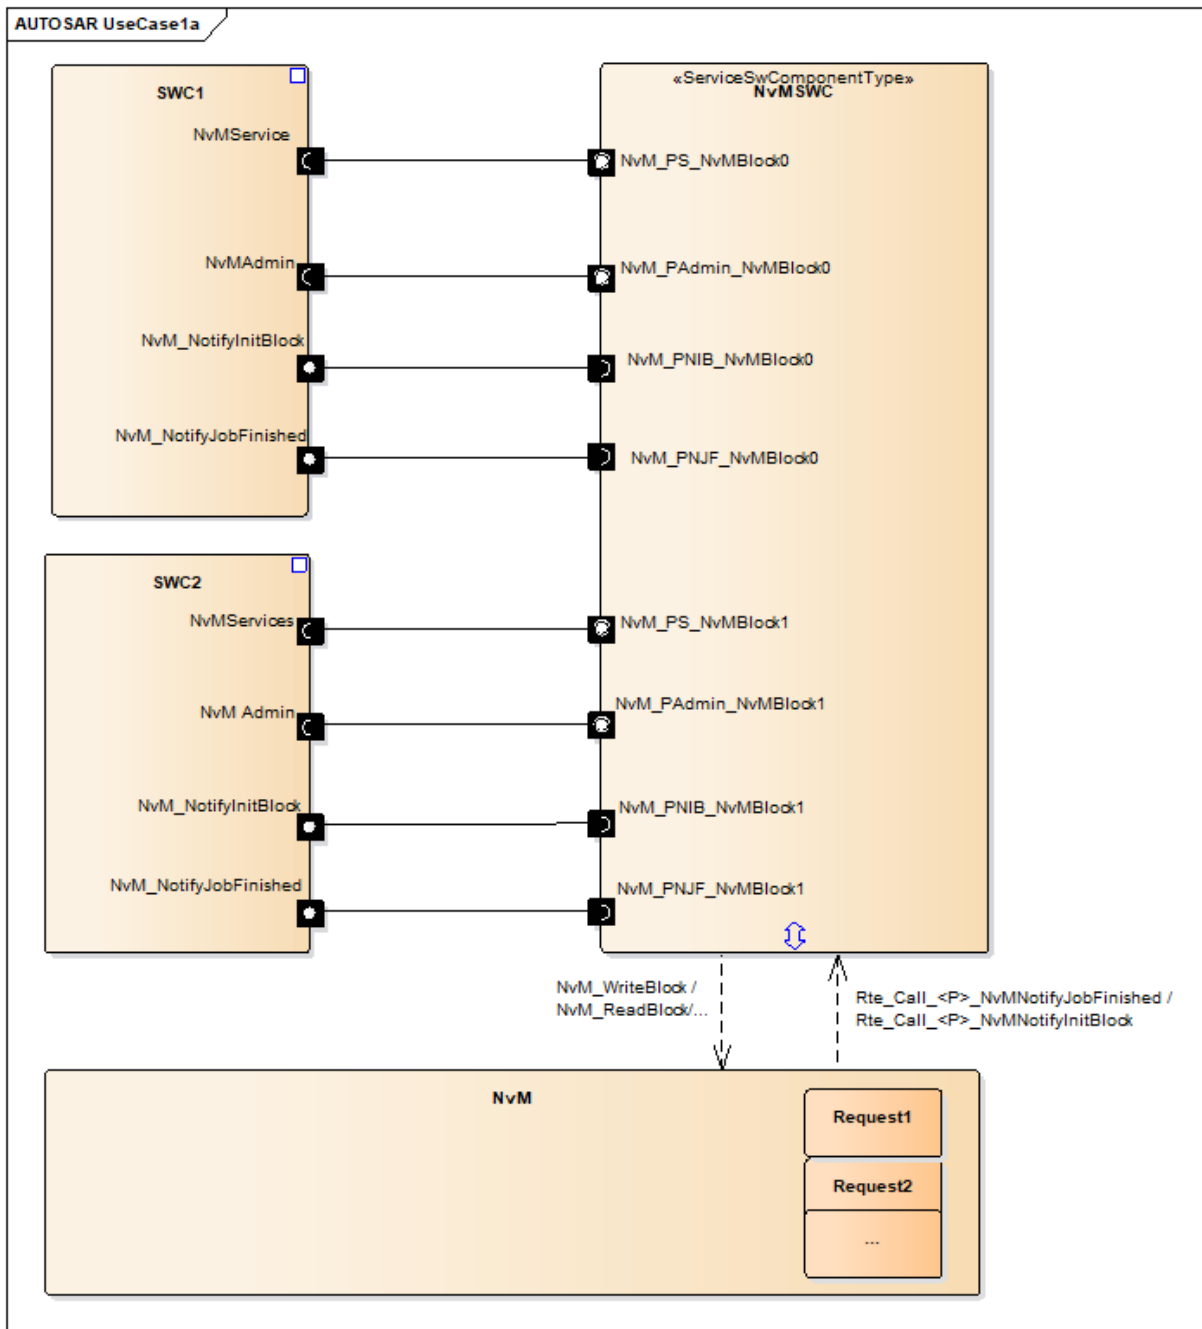 AUTOSAR UseCase1a
SWC1
NvMService
NvMAdmin
NvM_NotifyInitBlock
NvM_NotifyJobFinished
«ServiceSwComponentType»
NvMSWC
NvM_PS_NvMBlock0
NvM_PAdmin_NvMBlock0
NvM_PNIB_NvMBlock0
NvM_PNJF_NvMBlock0
SWC2
NvMServices
NvM Admin
NvM_NotifyInitBlock
NvM_NotifyJobFinished
NvM_PS_NvMBlock1
NvM_PAdmin_NvMBlock1
NvM_PNIB_NvMBlock1
NvM_PNJF_NvMBlock1
NvM_WriteBlock /
NvM_ReadBlock/...
Rte_Call_<P>_NvMNotifyJobFinished /
Rte_Call_<P>_NvMNotifyInitBlock
NvM
Request1
Request2
...